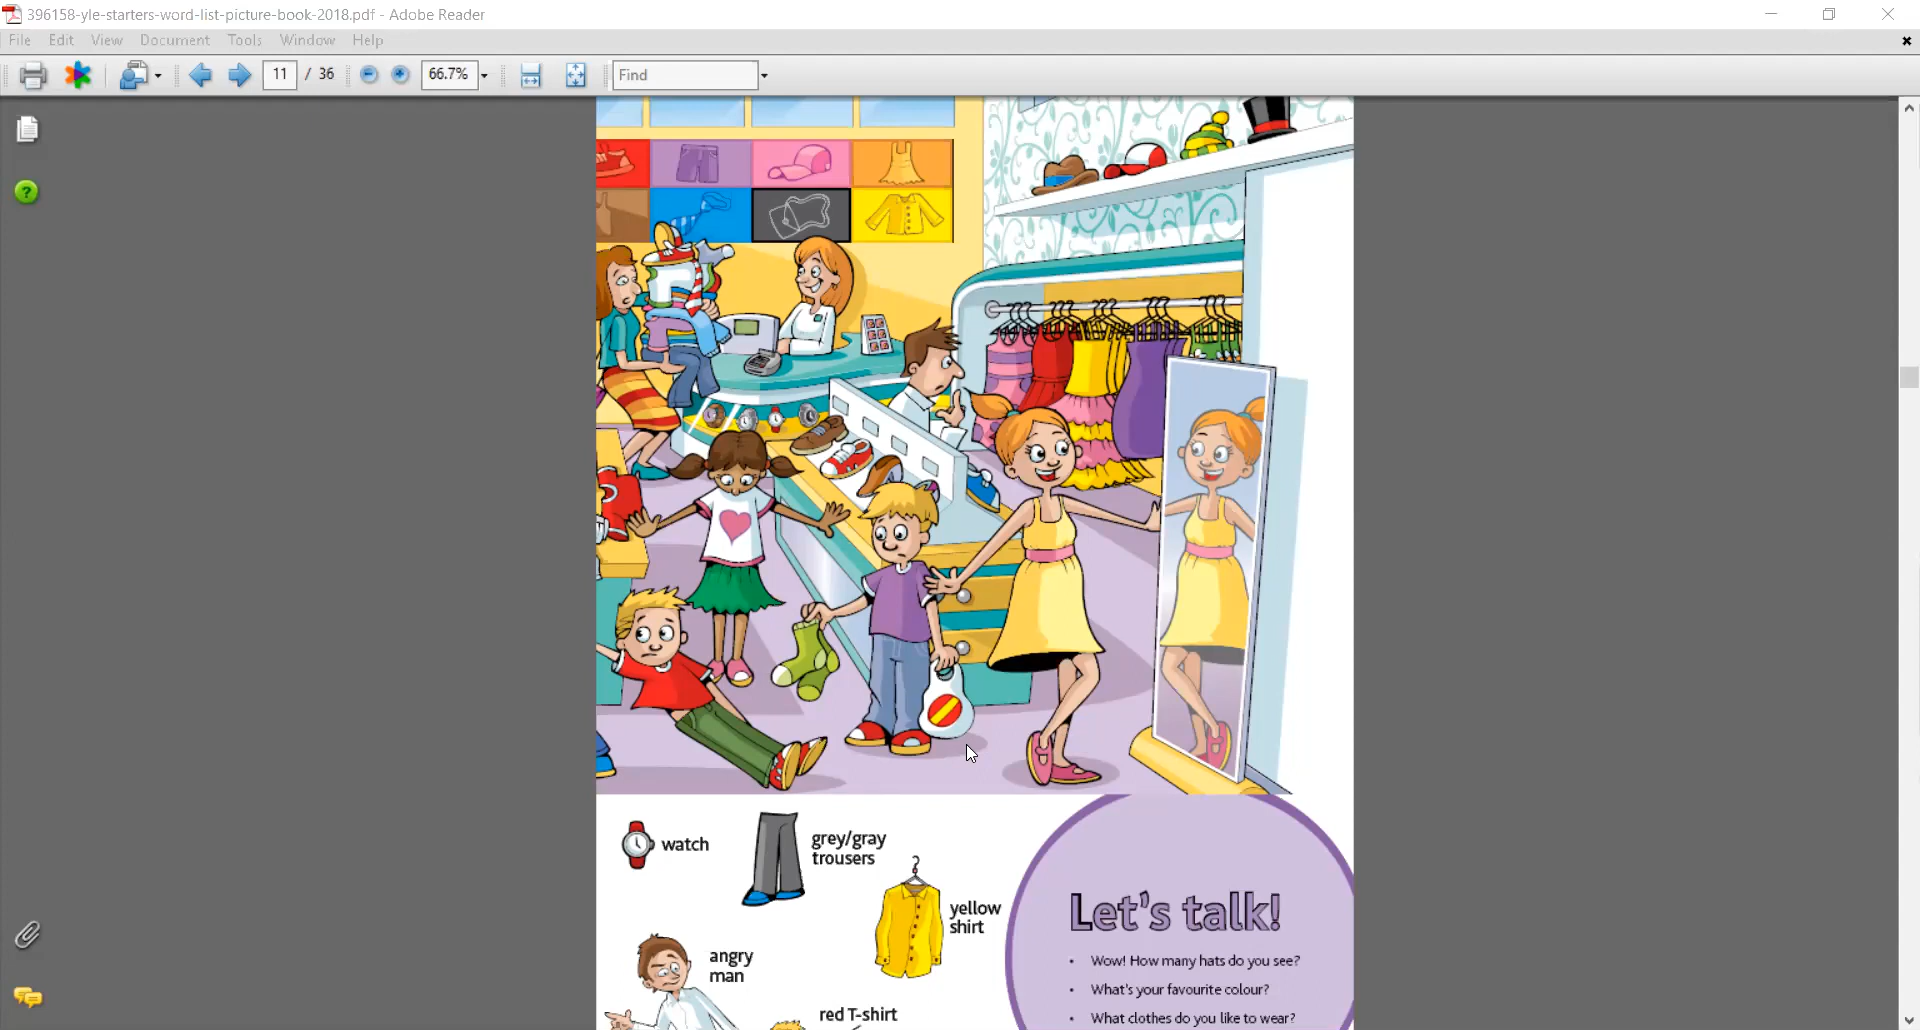 396158-yle-starters-word-list-picture-book-2018.pdf - Adobe Reader
File Edit View Document Tools Window Help
11 / 36 66.7% Find
watch
grey/gray
trousers
yellow
shirt
angry
man
red T-shirt
Let's talk!
• Wow! How many hats do you see?
• What's your favourite colour?
• What clothes do you like to wear?